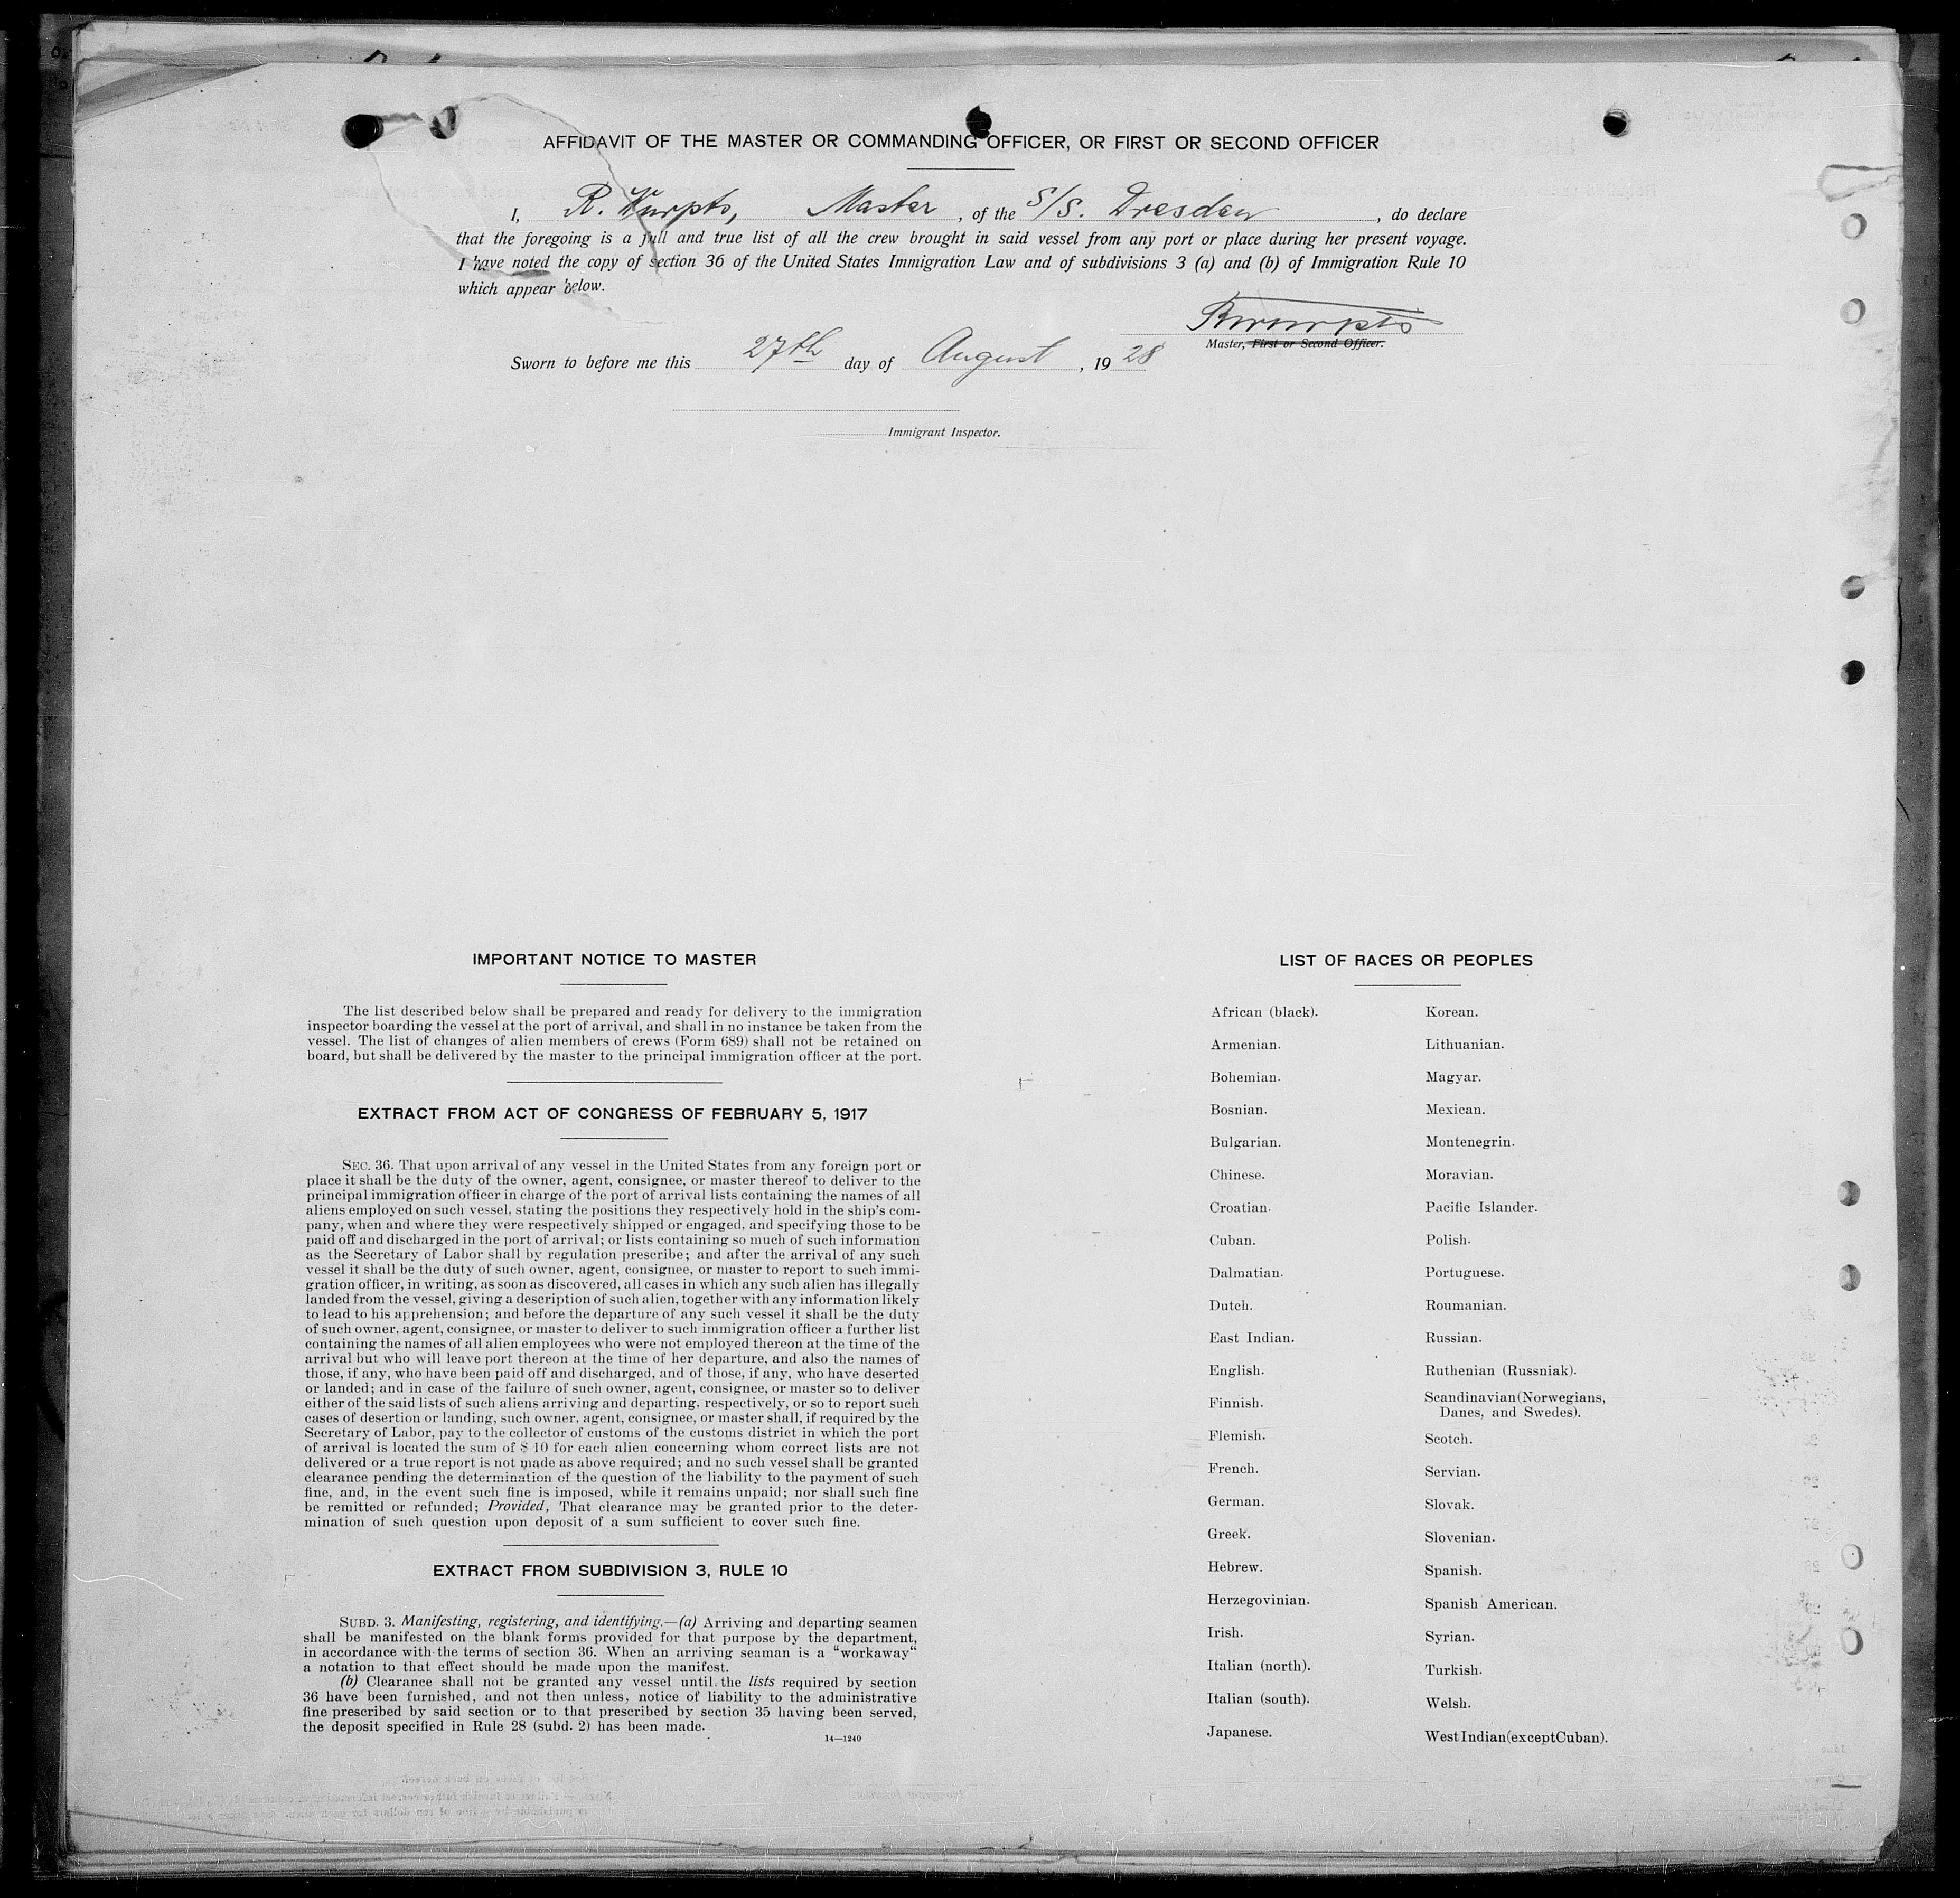 AFFIDAVIT OF THE MASTER OR COMMANDING OFFICER, OR FIRST OR SECOND OFFICER
I, R. Wurpts, Master, of the S/S. Dresden, do declare
that the foregoing is a full and true list of all the crew brought in said vessel from any port or place during her present voyage.
I have noted the copy of section 36 of the United States Immigration Law and of subdivisions 3 (a) and (b) of Immigration Rule 10
which appear below.
RWurpts
Master, First or Second Officer.
Sworn to before me this 27th day of August, 1928
Immigrant Inspector.
IMPORTANT NOTICE TO MASTER
The list described below shall be prepared and ready for delivery to the immigration
inspector boarding the vessel at the port of arrival, and shall in no instance be taken from the
vessel. The list of changes of alien members of crews (Form 689) shall not be retained on
board, but shall be delivered by the master to the principal immigration officer at the port.
EXTRACT FROM ACT OF CONGRESS OF FEBRUARY 5, 1917
SEC. 36. That upon arrival of any vessel in the United States from any foreign port or
place it shall be the duty of the owner, agent, consignee, or master thereof to deliver to the
principal immigration officer in charge of the port of arrival lists containing the names of all
aliens employed on such vessel, stating the positions they respectively hold in the ship's com-
pany, when and where they were respectively shipped or engaged, and specifying those to be
paid off and discharged in the port of arrival; or lists containing so much of such information
as the Secretary of Labor shall by regulation prescribe; and after the arrival of any such
vessel it shall be the duty of such owner, agent, consignee, or master to report to such immi-
gration officer, in writing, as soon as discovered, all cases in which any such alien has illegally
landed from the vessel, giving a description of such alien, together with any information likely
to lead to his apprehension; and before the departure of any such vessel it shall be the duty
of such owner, agent, consignee, or master to deliver to such immigration officer a further list
containing the names of all alien employees who were not employed thereon at the time of the
arrival but who will leave port thereon at the time of her departure, and also the names of
those, if any, who have been paid off and discharged, and of those, if any, who have deserted
or landed; and in case of the failure of such owner, agent, consignee, or master so to deliver
either of the said lists of such aliens arriving and departing, respectively, or so to report such
cases of desertion or landing, such owner, agent, consignee, or master shall, if required by the
Secretary of Labor, pay to the collector of customs of the customs district in which the port
of arrival is located the sum of $ 10 for each alien concerning whom correct lists are not
delivered or a true report is not made as above required; and no such vessel shall be granted
clearance pending the determination of the question of the liability to the payment of such
fine, and, in the event such fine is imposed, while it remains unpaid; nor shall such fine
be remitted or refunded; Provided, That clearance may be granted prior to the deter-
mination of such question upon deposit of a sum sufficient to cover such fine.
EXTRACT FROM SUBDIVISION 3, RULE 10
SUBD. 3. Manifesting, registering, and identifying.—(a) Arriving and departing seamen
shall be manifested on the blank forms provided for that purpose by the department,
in accordance with the terms of section 36. When an arriving seaman is a “workaway“
a notation to that effect should be made upon the manifest.
(b) Clearance shall not be granted any vessel until the lists required by section
36 have been furnished, and not then unless, notice of liability to the administrative
fine prescribed by said section or to that prescribed by section 35 having been served,
the deposit specified in Rule 28 (subd. 2) has been made.
14—1240
LIST OF RACES OR PEOPLES
African (black).
Armenian.
Bohemian.
Bosnian.
Bulgarian.
Chinese.
Croatian.
Cuban.
Dalmatian.
Dutch.
East Indian.
English.
Finnish.
Flemish.
French.
German.
Greek.
Hebrew.
Herzegovinian.
Irish.
Italian (north).
Italian (south).
Japanese.
Korean.
Lithuanian.
Magyar.
Mexican.
Montenegrin.
Moravian.
Pacific Islander.
Polish.
Portuguese.
Roumanian.
Russian.
Ruthenian (Russniak).
Scandinavian (Norwegians,
Danes, and Swedes).
Scotch.
Servian.
Slovak.
Slovenian.
Spanish.
Spanish American.
Syrian.
Turkish.
Welsh.
West Indian (except Cuban).